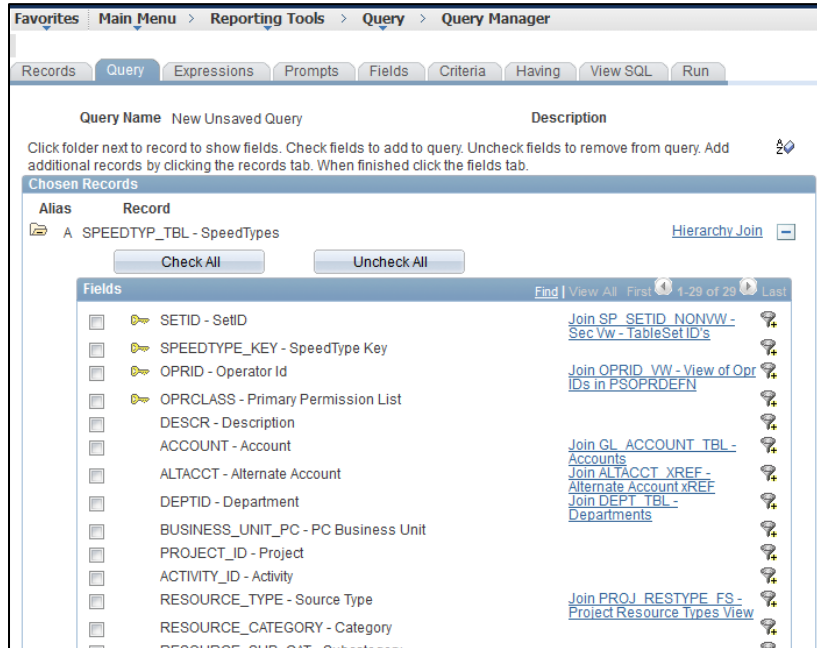 Favorites Main Menu > Reporting Tools > Query > Query Manager
Records Query Expressions Prompts Fields Criteria Having View SQL Run
Query Name New Unsaved Query Description
Click folder next to record to show fields. Check fields to add to query. Uncheck fields to remove from query. Add
additional records by clicking the records tab. When finished click the fields tab.
Chosen Records
Alias Record
A SPEEDTYP_TBL - SpeedTypes Hierarchy Join
Check All Uncheck All
Fields Find | View All First 1-29 of 29 Last
SETID - SetID Join SP_SETID_NONVW -
Sec Vw - TableSet ID's
SPEEDTYPE_KEY - SpeedType Key
OPRID - Operator Id Join OPRID_VW - View of Opr
IDs in PSOPRDEFN
OPRCLASS - Primary Permission List
DESCR - Description
ACCOUNT - Account Join GL_ACCOUNT_TBL -
Accounts
ALTACCT - Alternate Account Join ALTACCT_XREF -
Alternate Account xREF
DEPTID - Department Join DEPT_TBL -
Departments
BUSINESS_UNIT_PC - PC Business Unit
PROJECT_ID - Project
ACTIVITY_ID - Activity
RESOURCE_TYPE - Source Type Join PROJ_RESTYPE_FS -
Project Resource Types View
RESOURCE_CATEGORY - Category